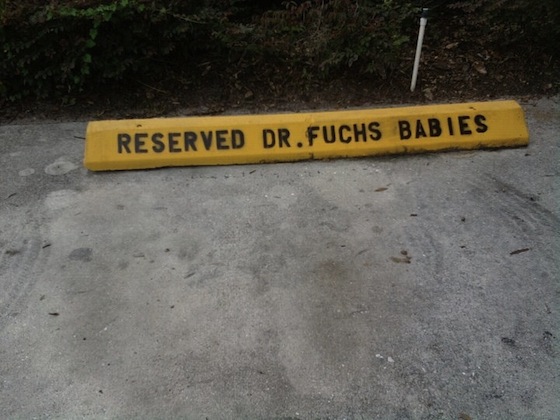 RESERVED DR. FUCHS BABIES